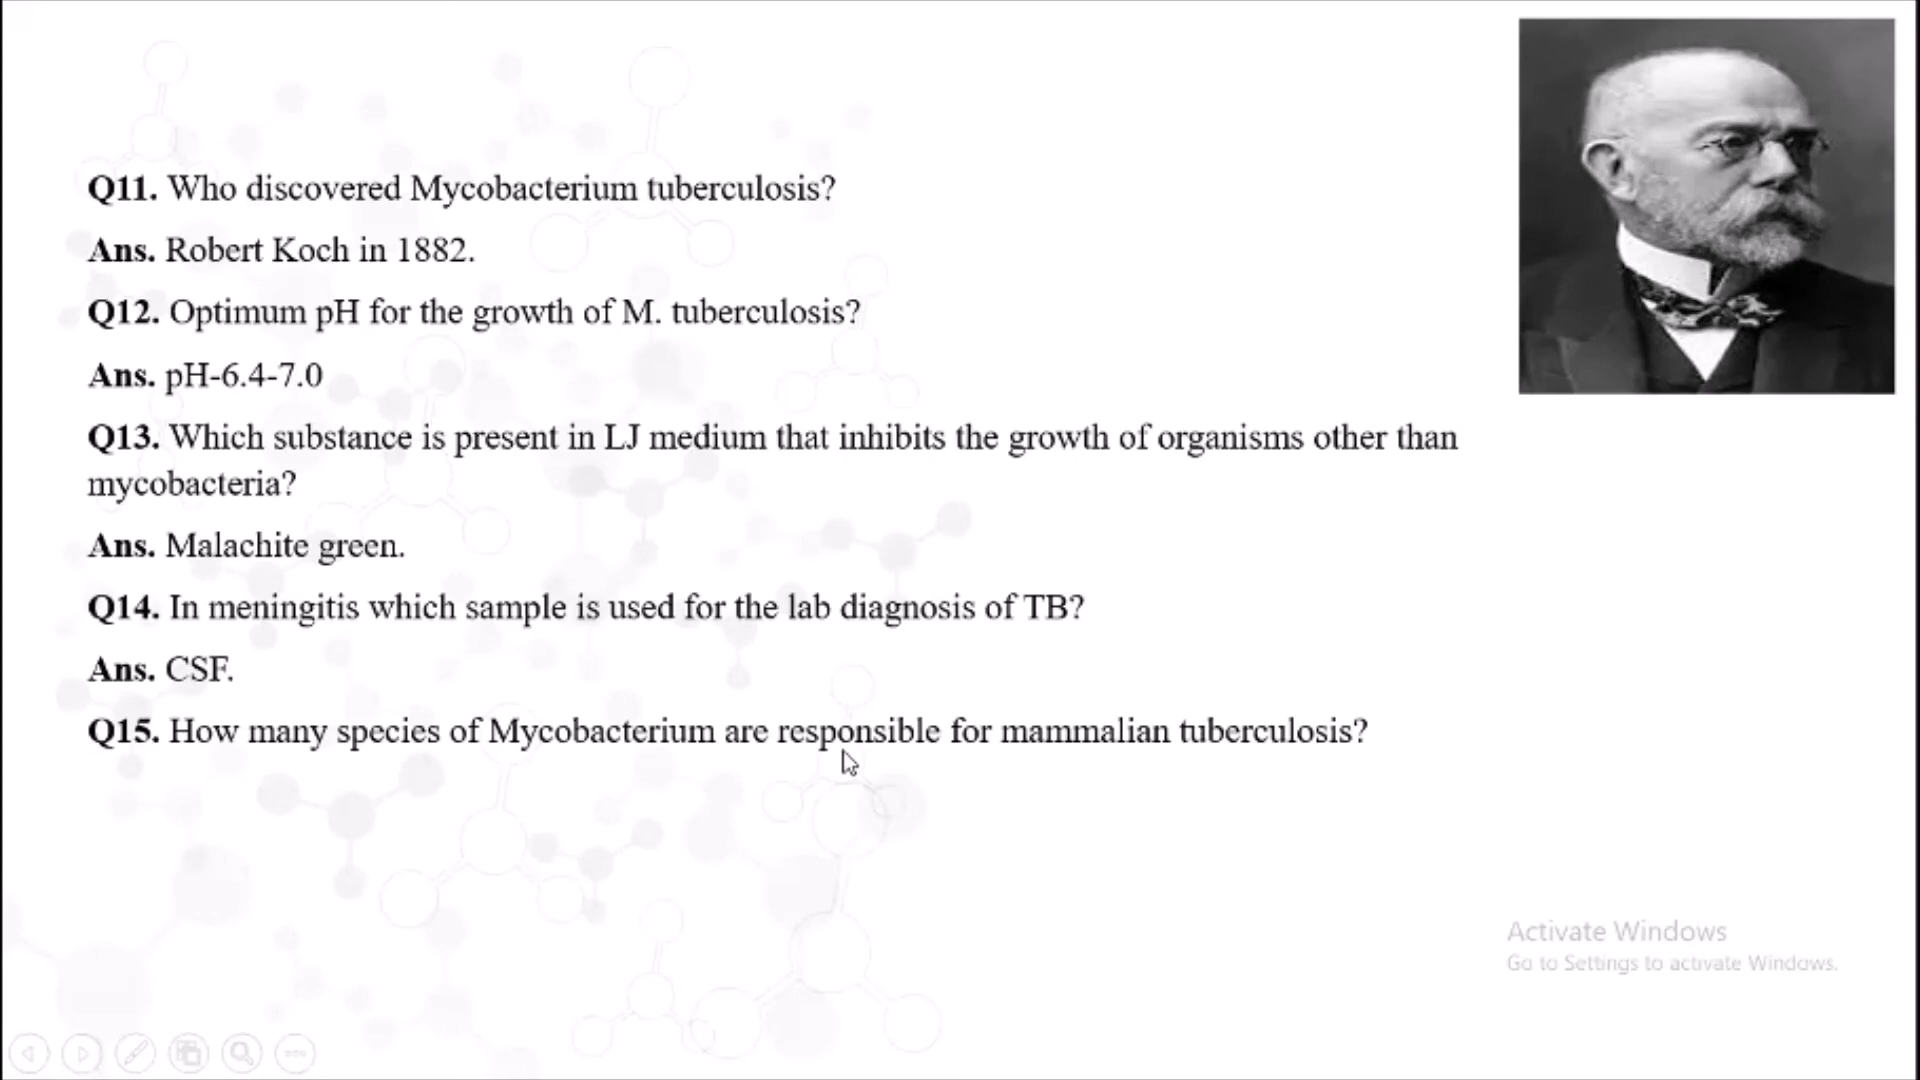 Q11. Who discovered Mycobacterium tuberculosis?
Ans. Robert Koch in 1882.
Q12. Optimum pH for the growth of M. tuberculosis?
Ans. pH-6.4-7.0
Q13. Which substance is present in LJ medium that inhibits the growth of organisms other than
mycobacteria?
Ans. Malachite green.
Q14. In meningitis which sample is used for the lab diagnosis of TB?
Ans. CSF.
Q15. How many species of Mycobacterium are responsible for mammalian tuberculosis?
Activate Windows
Go to Settings to activate Windows.